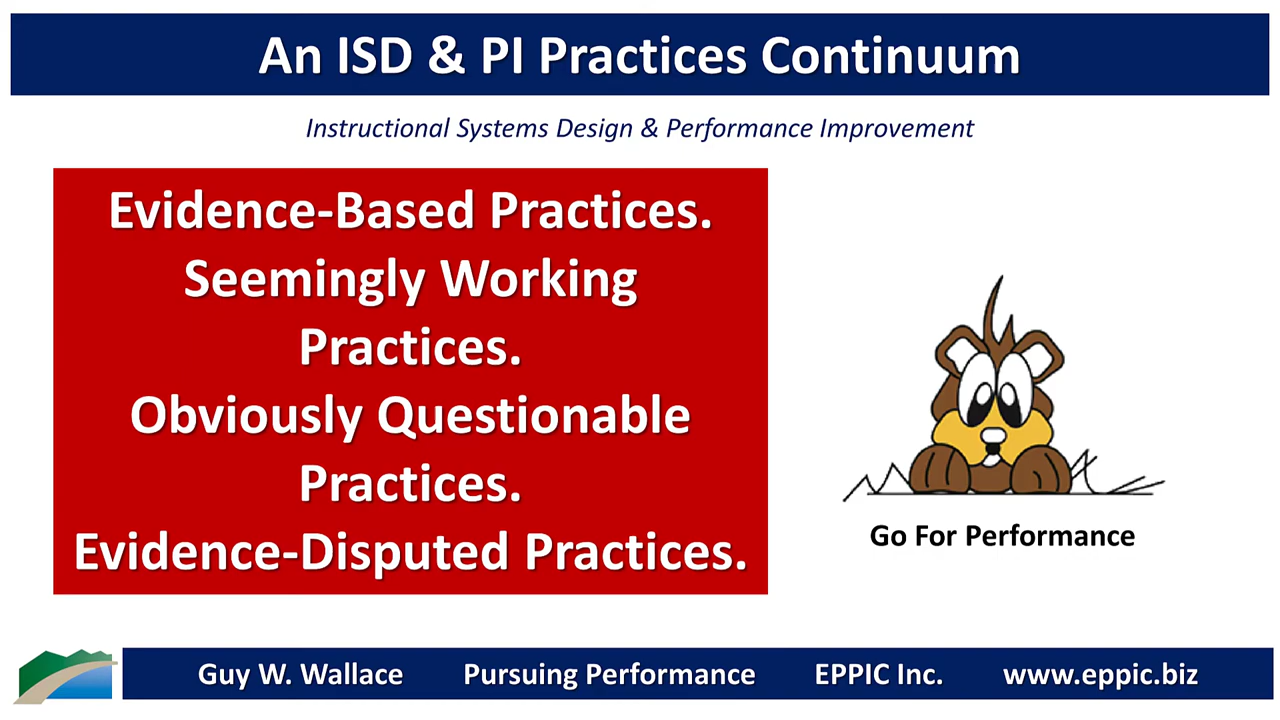 An ISD & PI Practices Continuum
Instructional Systems Design & Performance Improvement
Evidence-Based Practices.
Seemingly Working
Practices.
Obviously Questionable
Practices.
Evidence-Disputed Practices.
Go For Performance
Guy W. Wallace Pursuing Performance EPPIC Inc. www.eppic.biz